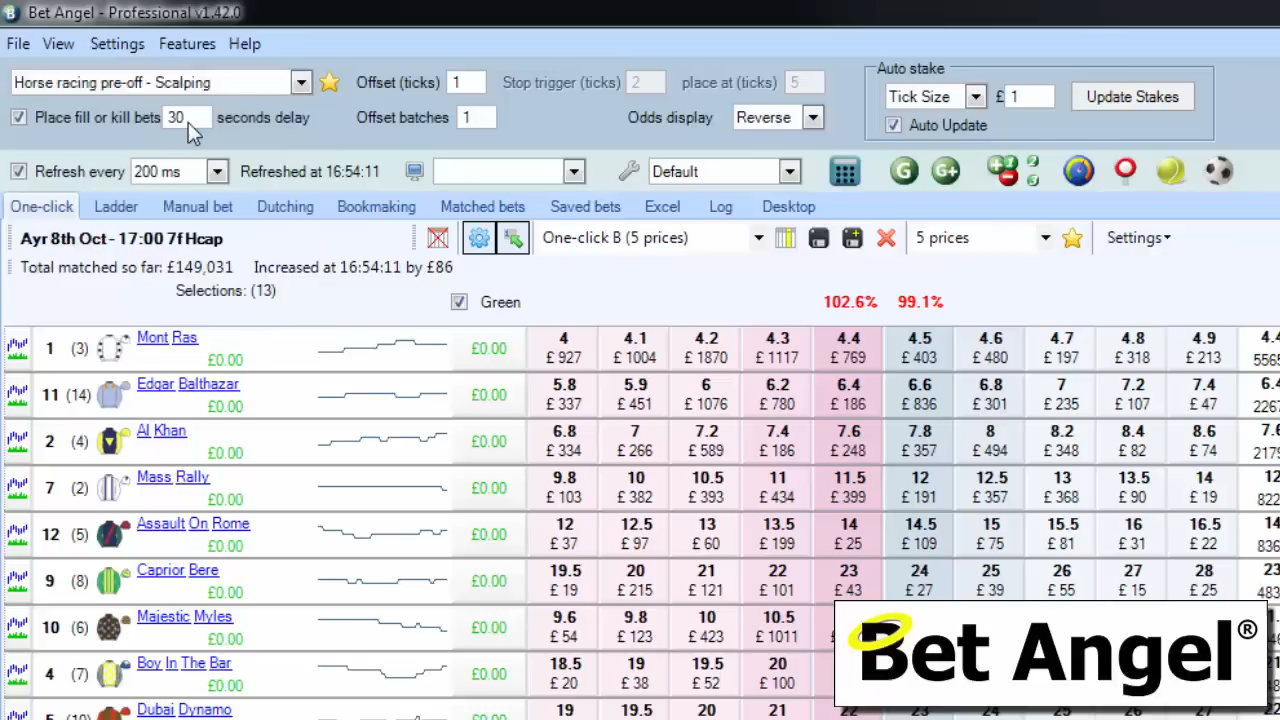 Bet Angel - Professional v1.42.0
File View Settings Features Help
Horse racing pre-off - Scalping Offset (ticks) 1 Stop trigger (ticks) 2 place at (ticks) 5 Auto stake Tick Size £ 1 Update Stakes
Place fill or kill bets 30 seconds delay Offset batches 1 Odds display Reverse Auto Update
Refresh every 200 ms Refreshed at 16:54:11 Default G G+
One-click Ladder Manual bet Dutching Bookmaking Matched bets Saved bets Excel Log Desktop
Ayr 8th Oct - 17:00 7f Hcap One-click B (5 prices) 5 prices Settings
Total matched so far: £149,031 Increased at 16:54:11 by £86
Selections: (13)
Green 102.6% 99.1%
Mont Ras 4 4.1 4.2 4.3 4.4 4.5 4.6 4.7 4.8 4.9
1 (3) £0.00 £0.00 £ 927 £ 1004 £ 1870 £ 1117 £ 769 £ 403 £ 480 £ 197 £ 318 £ 213
Edgar Balthazar 5.8 5.9 6 6.2 6.4 6.6 6.8 7 7.2 7.4
11 (14) £0.00 £0.00 £ 337 £ 451 £ 1076 £ 780 £ 186 £ 836 £ 301 £ 235 £ 107 £ 47
Al Khan 6.8 7 7.2 7.4 7.6 7.8 8 8.2 8.4 8.6
2 (4) £0.00 £0.00 £ 334 £ 266 £ 589 £ 186 £ 248 £ 357 £ 494 £ 348 £ 82 £ 74
Mass Rally 9.8 10 10.5 11 11.5 12 12.5 13 13.5 14
7 (2) £0.00 £0.00 £ 103 £ 382 £ 393 £ 434 £ 399 £ 191 £ 357 £ 368 £ 90 £ 19
Assault On Rome 12 12.5 13 13.5 14 14.5 15 15.5 16 16.5
12 (5) £0.00 £0.00 £ 37 £ 97 £ 60 £ 199 £ 25 £ 109 £ 75 £ 81 £ 31 £ 22
Caprior Bere 19.5 20 21 22 23 24 25 26 27 28
9 (8) £0.00 £0.00 £ 19 £ 215 £ 121 £ 101 £ 43 £ 27 £ 39 £ 55 £ 15 £ 25
Majestic Myles 9.6 9.8 10 10.5
10 (6) £0.00 £0.00 £ 54 £ 123 £ 423 £ 1011
Boy In The Bar 18.5 19 19.5 20
4 (7) £0.00 £0.00 £ 20 £ 38 £ 52 £ 100
Dubai Dynamo 19 19.5 20 21
Bet Angel®